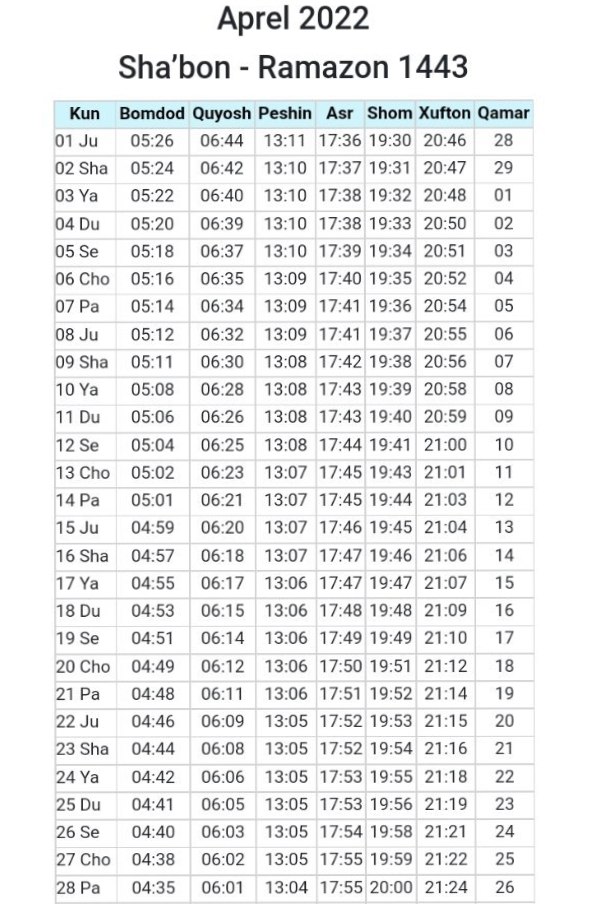 Aprel 2022
Sha’bon - Ramazon 1443
Kun Bomdod Quyosh Peshin Asr Shom Xufton Qamar
01 Ju 05:26 06:44 13:11 17:36 19:30 20:46 28
02 Sha 05:24 06:42 13:10 17:37 19:31 20:47 29
03 Ya 05:22 06:40 13:10 17:38 19:32 20:48 01
04 Du 05:20 06:39 13:10 17:38 19:33 20:50 02
05 Se 05:18 06:37 13:10 17:39 19:34 20:51 03
06 Cho 05:16 06:35 13:09 17:40 19:35 20:52 04
07 Pa 05:14 06:34 13:09 17:41 19:36 20:54 05
08 Ju 05:12 06:32 13:09 17:41 19:37 20:55 06
09 Sha 05:11 06:30 13:08 17:42 19:38 20:56 07
10 Ya 05:08 06:28 13:08 17:43 19:39 20:58 08
11 Du 05:06 06:26 13:08 17:43 19:40 20:59 09
12 Se 05:04 06:25 13:08 17:44 19:41 21:00 10
13 Cho 05:02 06:23 13:07 17:45 19:43 21:01 11
14 Pa 05:01 06:21 13:07 17:45 19:44 21:03 12
15 Ju 04:59 06:20 13:07 17:46 19:45 21:04 13
16 Sha 04:57 06:18 13:07 17:47 19:46 21:06 14
17 Ya 04:55 06:17 13:06 17:47 19:47 21:07 15
18 Du 04:53 06:15 13:06 17:48 19:48 21:09 16
19 Se 04:51 06:14 13:06 17:49 19:49 21:10 17
20 Cho 04:49 06:12 13:06 17:50 19:51 21:12 18
21 Pa 04:48 06:11 13:06 17:51 19:52 21:14 19
22 Ju 04:46 06:09 13:05 17:52 19:53 21:15 20
23 Sha 04:44 06:08 13:05 17:52 19:54 21:16 21
24 Ya 04:42 06:06 13:05 17:53 19:55 21:18 22
25 Du 04:41 06:05 13:05 17:53 19:56 21:19 23
26 Se 04:40 06:03 13:05 17:54 19:58 21:21 24
27 Cho 04:38 06:02 13:05 17:55 19:59 21:22 25
28 Pa 04:35 06:01 13:04 17:55 20:00 21:24 26